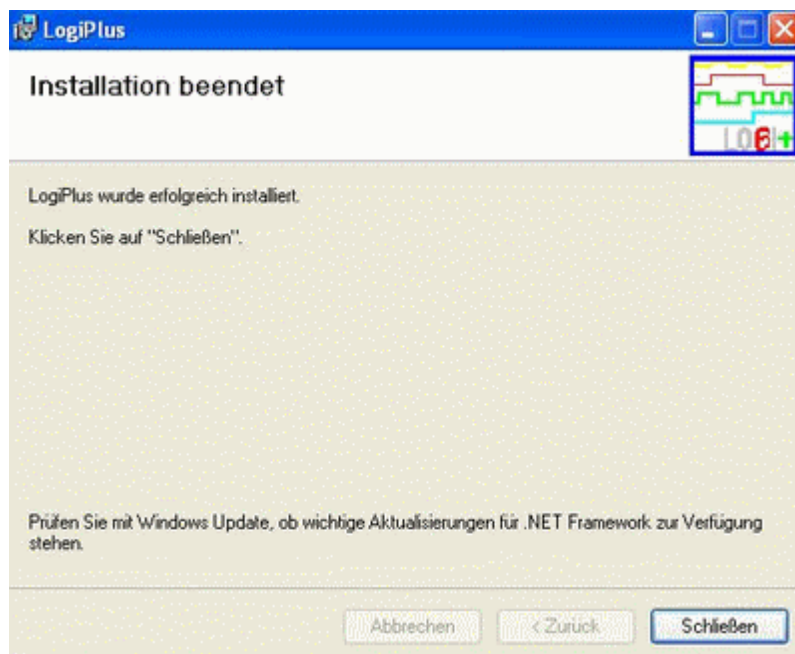 LogiPlus
Installation beendet
LOGI+
LogiPlus wurde erfolgreich installiert.
Klicken Sie auf "Schließen".
Prüfen Sie mit Windows Update, ob wichtige Aktualisierungen für .NET Framework zur Verfügung
stehen.
Abbrechen
< Zurück
Schließen